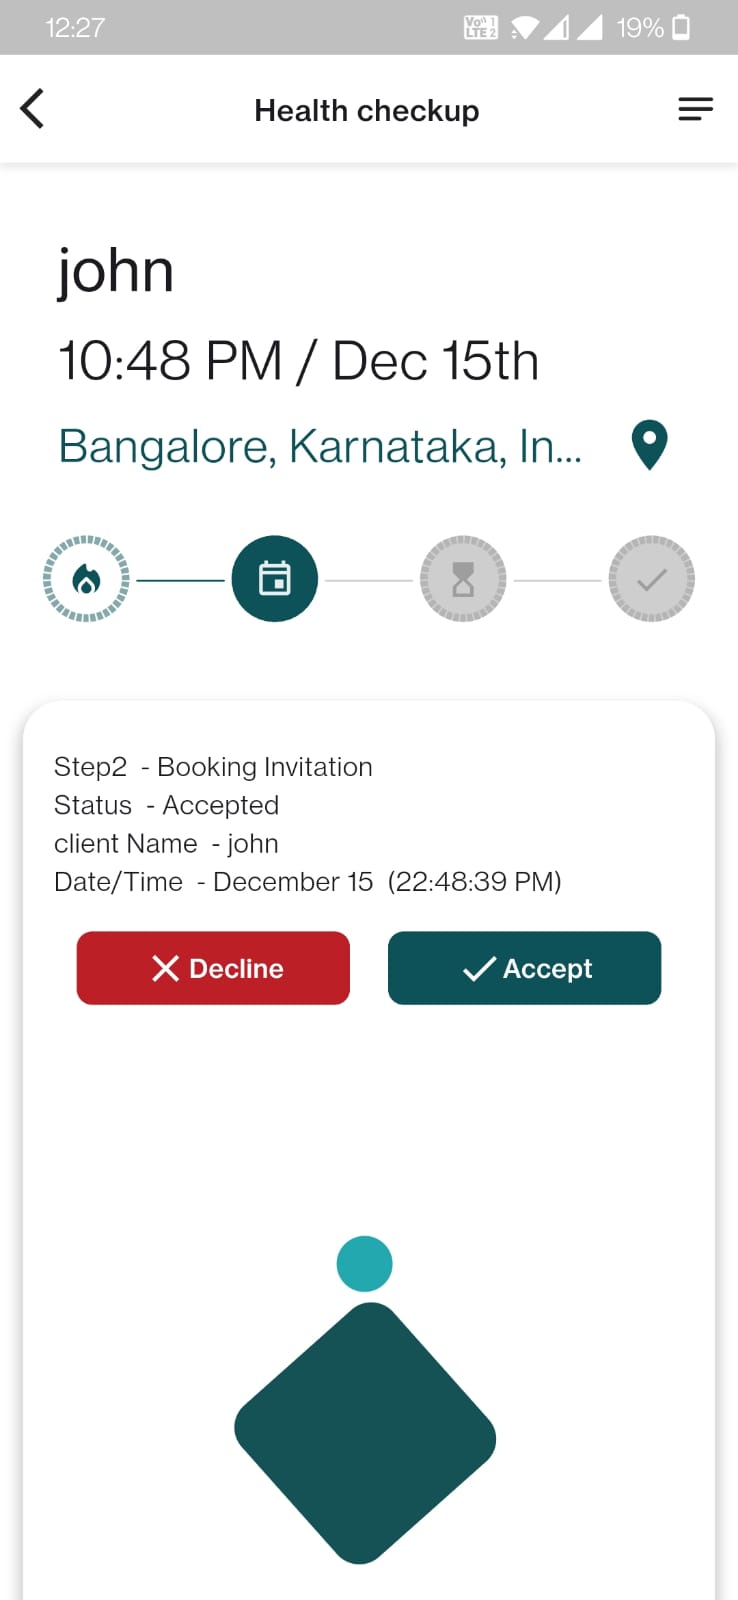 12:27 Vo 1 LTE 2 19%
Health checkup
john
10:48 PM / Dec 15th
Bangalore, Karnataka, In...
Step2 - Booking Invitation
Status - Accepted
client Name - john
Date/Time - December 15 (22:48:39 PM)
Decline Accept